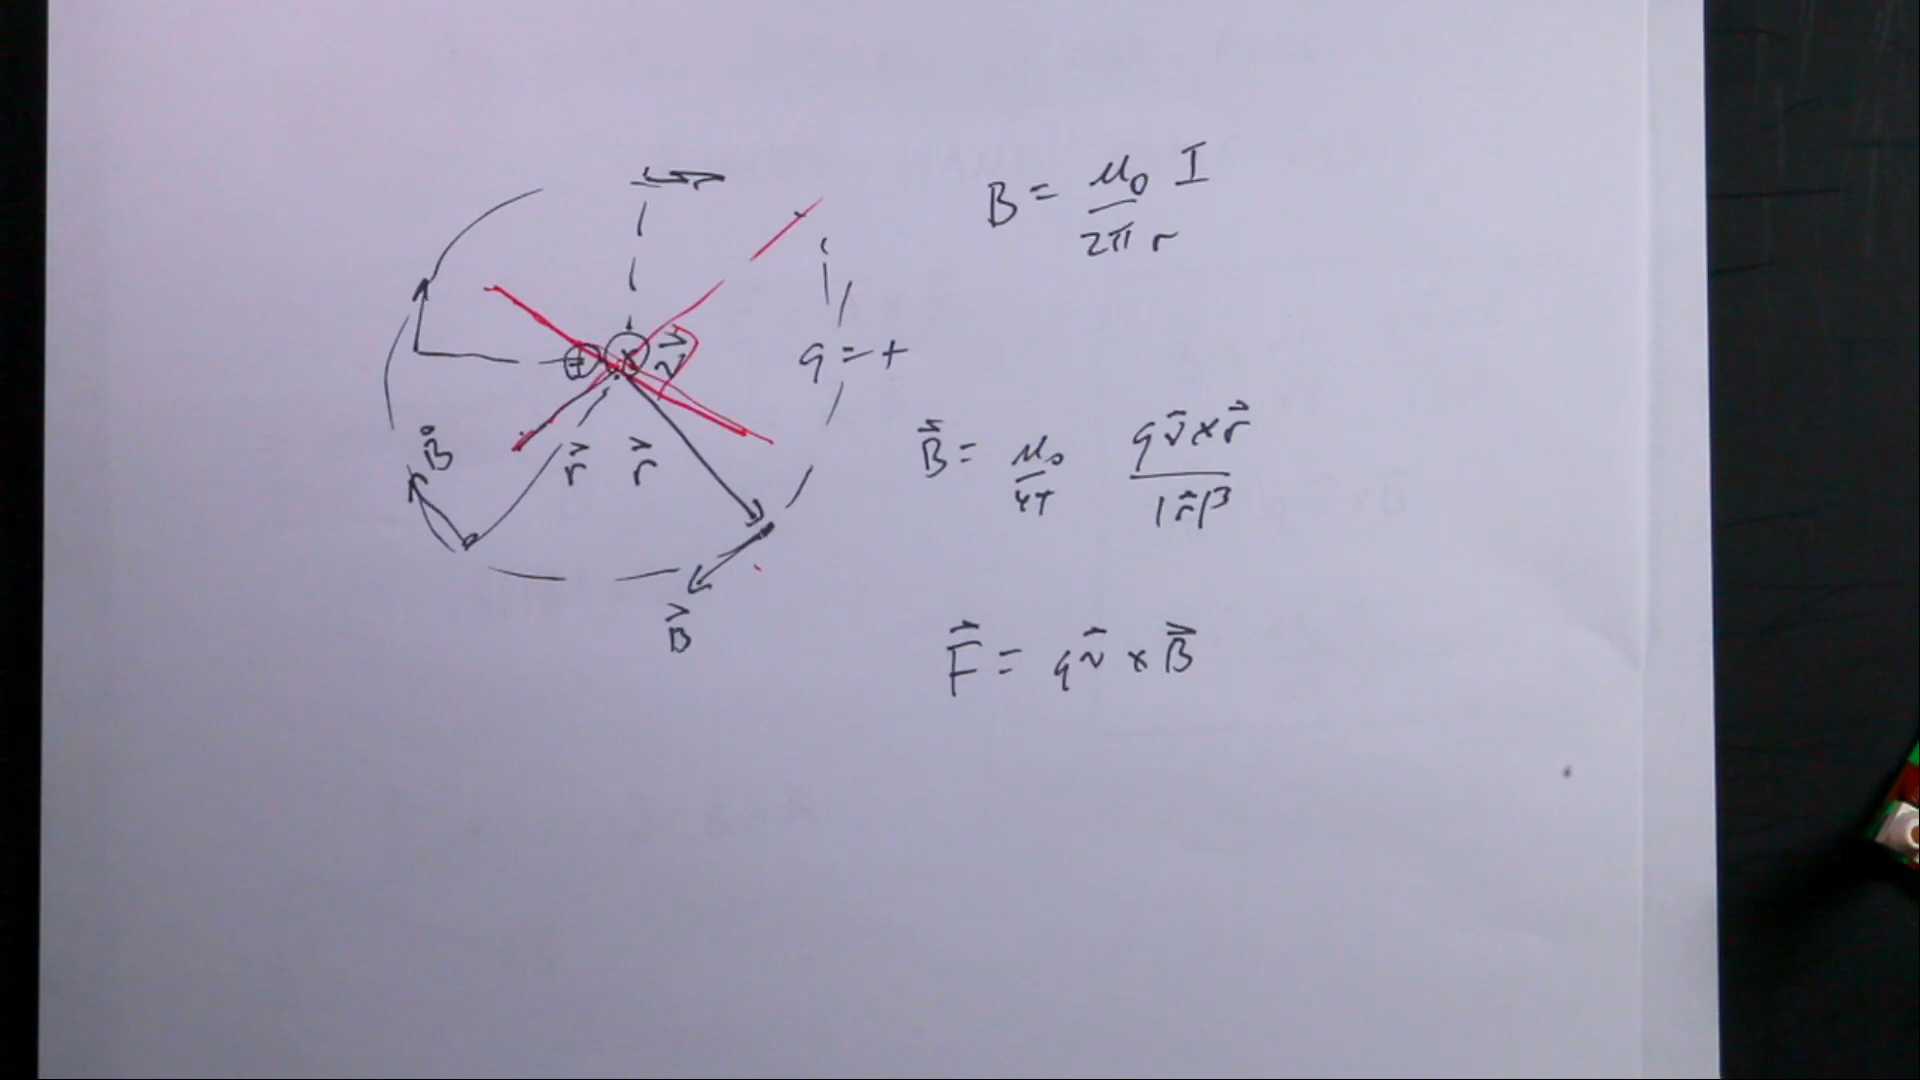 B = μ₀ I / 2π r
+ × v⃗
q = +
B⃗ = μ₀ / 4π q v⃗ × r⃗ / |r⃗|³
B⃗
r⃗ r⃗
B⃗
F⃗ = q v⃗ × B⃗